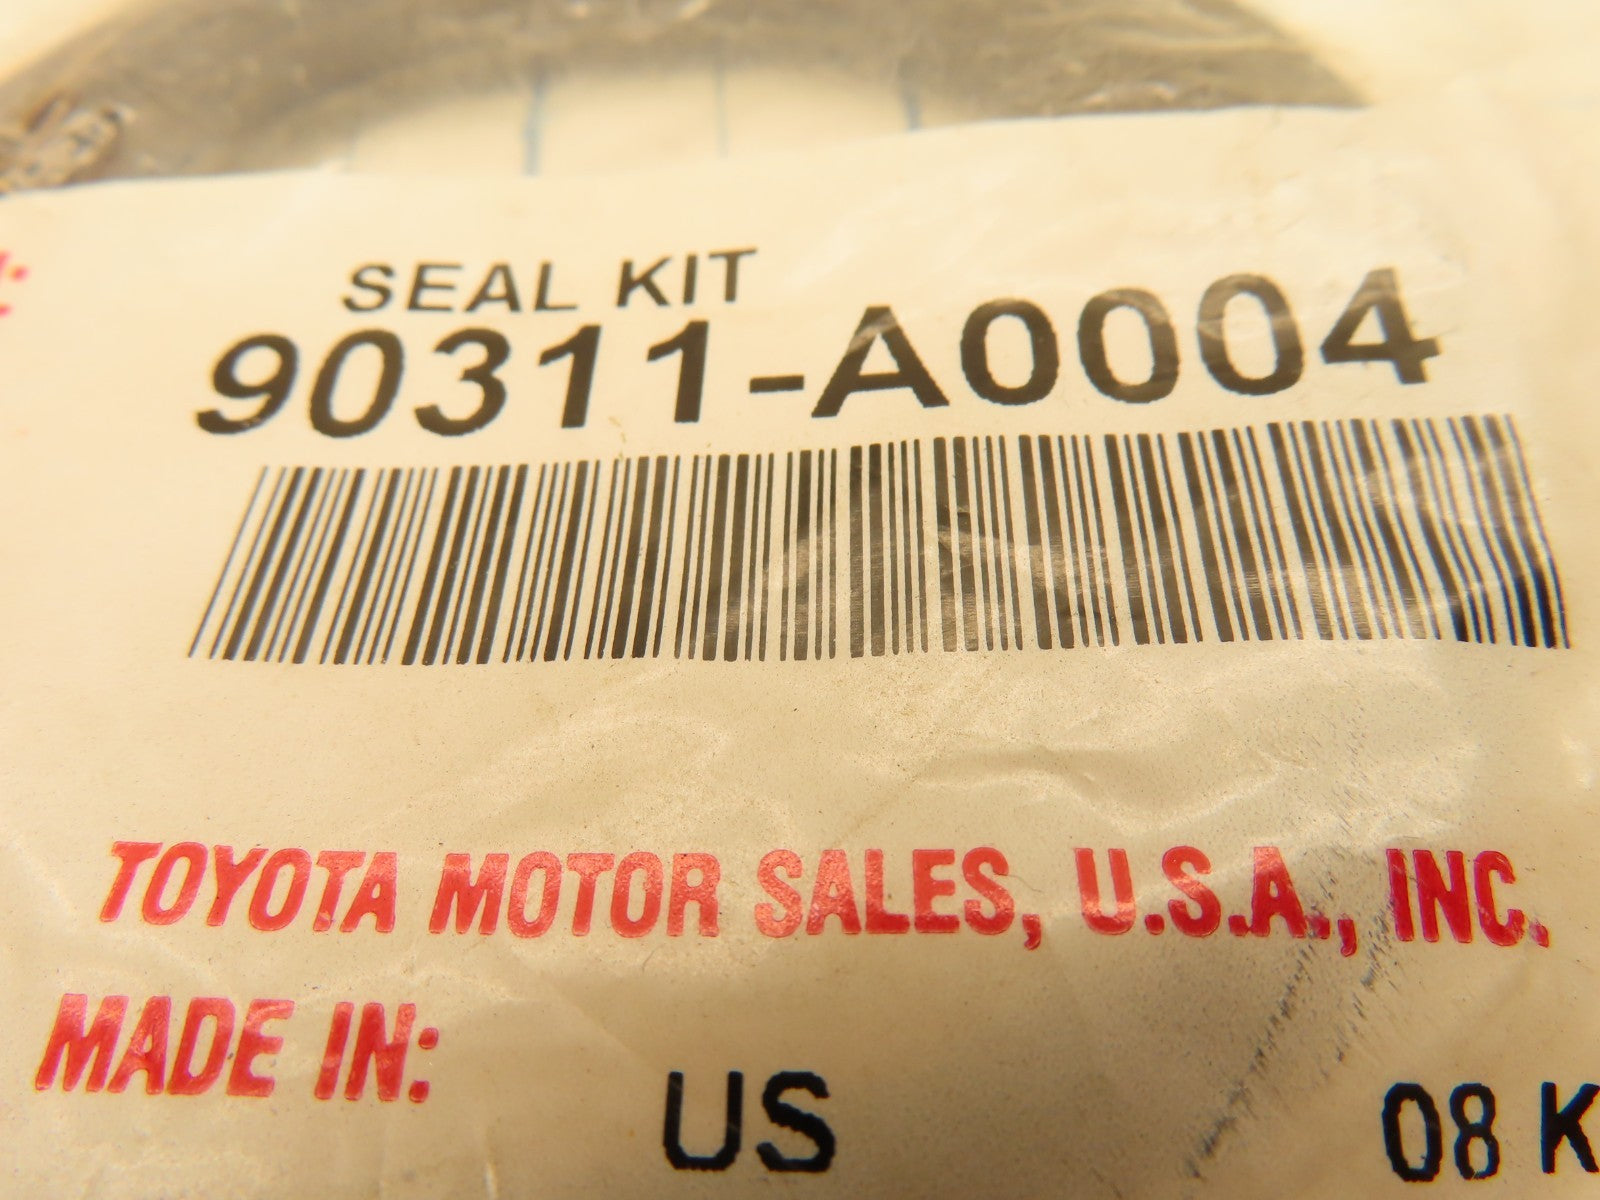 SEAL KIT
90311-A0004
TOYOTA MOTOR SALES, U.S.A., INC.
MADE IN:
US
08 K